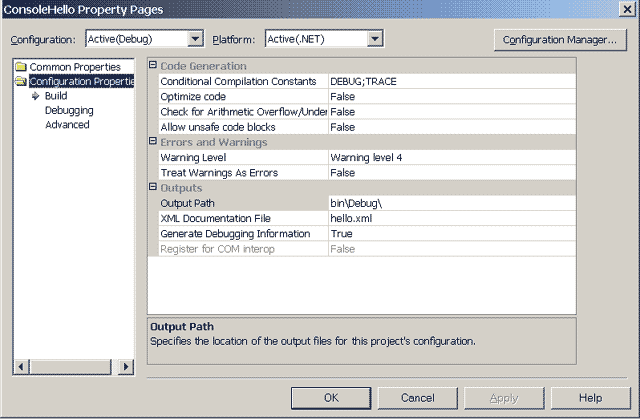 ConsoleHello Property Pages
Configuration: Active(Debug) Platform: Active(.NET) Configuration Manager...
Common Properties
Configuration Propertie
Build
Debugging
Advanced
Code Generation
Conditional Compilation Constants DEBUG;TRACE
Optimize code False
Check for Arithmetic Overflow/Under False
Allow unsafe code blocks False
Errors and Warnings
Warning Level Warning level 4
Treat Warnings As Errors False
Outputs
Output Path bin\Debug\
XML Documentation File hello.xml
Generate Debugging Information True
Register for COM interop False
Output Path
Specifies the location of the output files for this project's configuration.
OK Cancel Apply Help